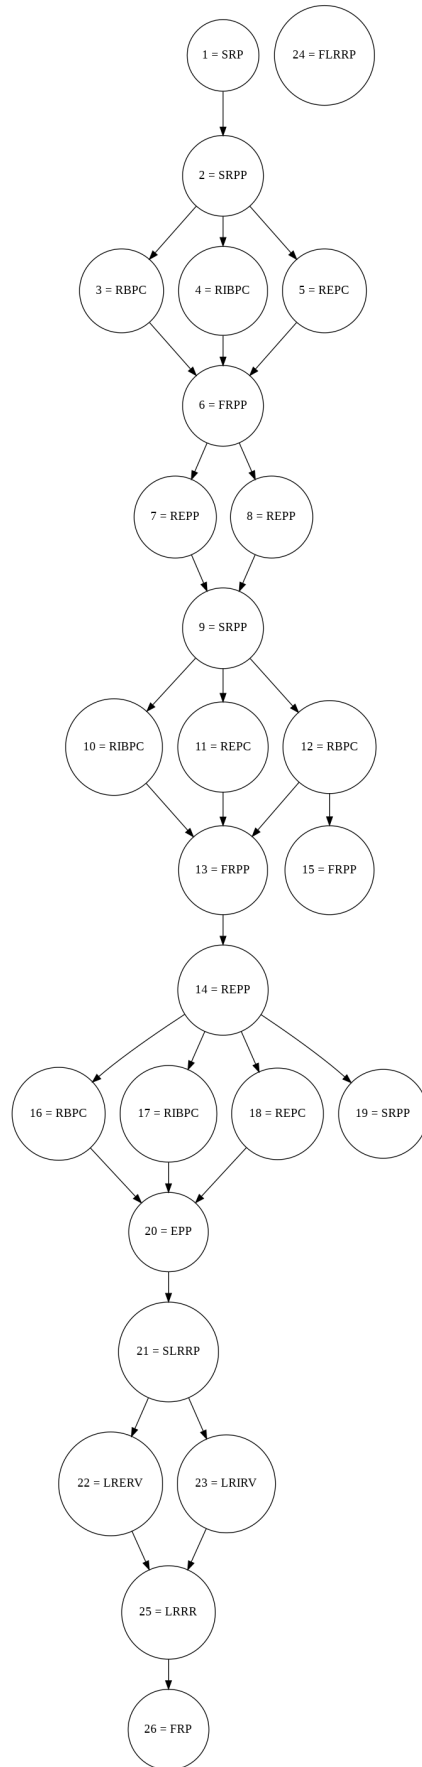 1 = SRP
24 = FLRRP
2 = SRPP
3 = RBPC
4 = RIBPC
5 = REPC
6 = FRPP
7 = REPP
8 = REPP
9 = SRPP
10 = RIBPC
11 = REPC
12 = RBPC
13 = FRPP
15 = FRPP
14 = REPP
16 = RBPC
17 = RIBPC
18 = REPC
19 = SRPP
20 = EPP
21 = SLRRP
22 = LRERV
23 = LRIRV
25 = LRRR
26 = FRP